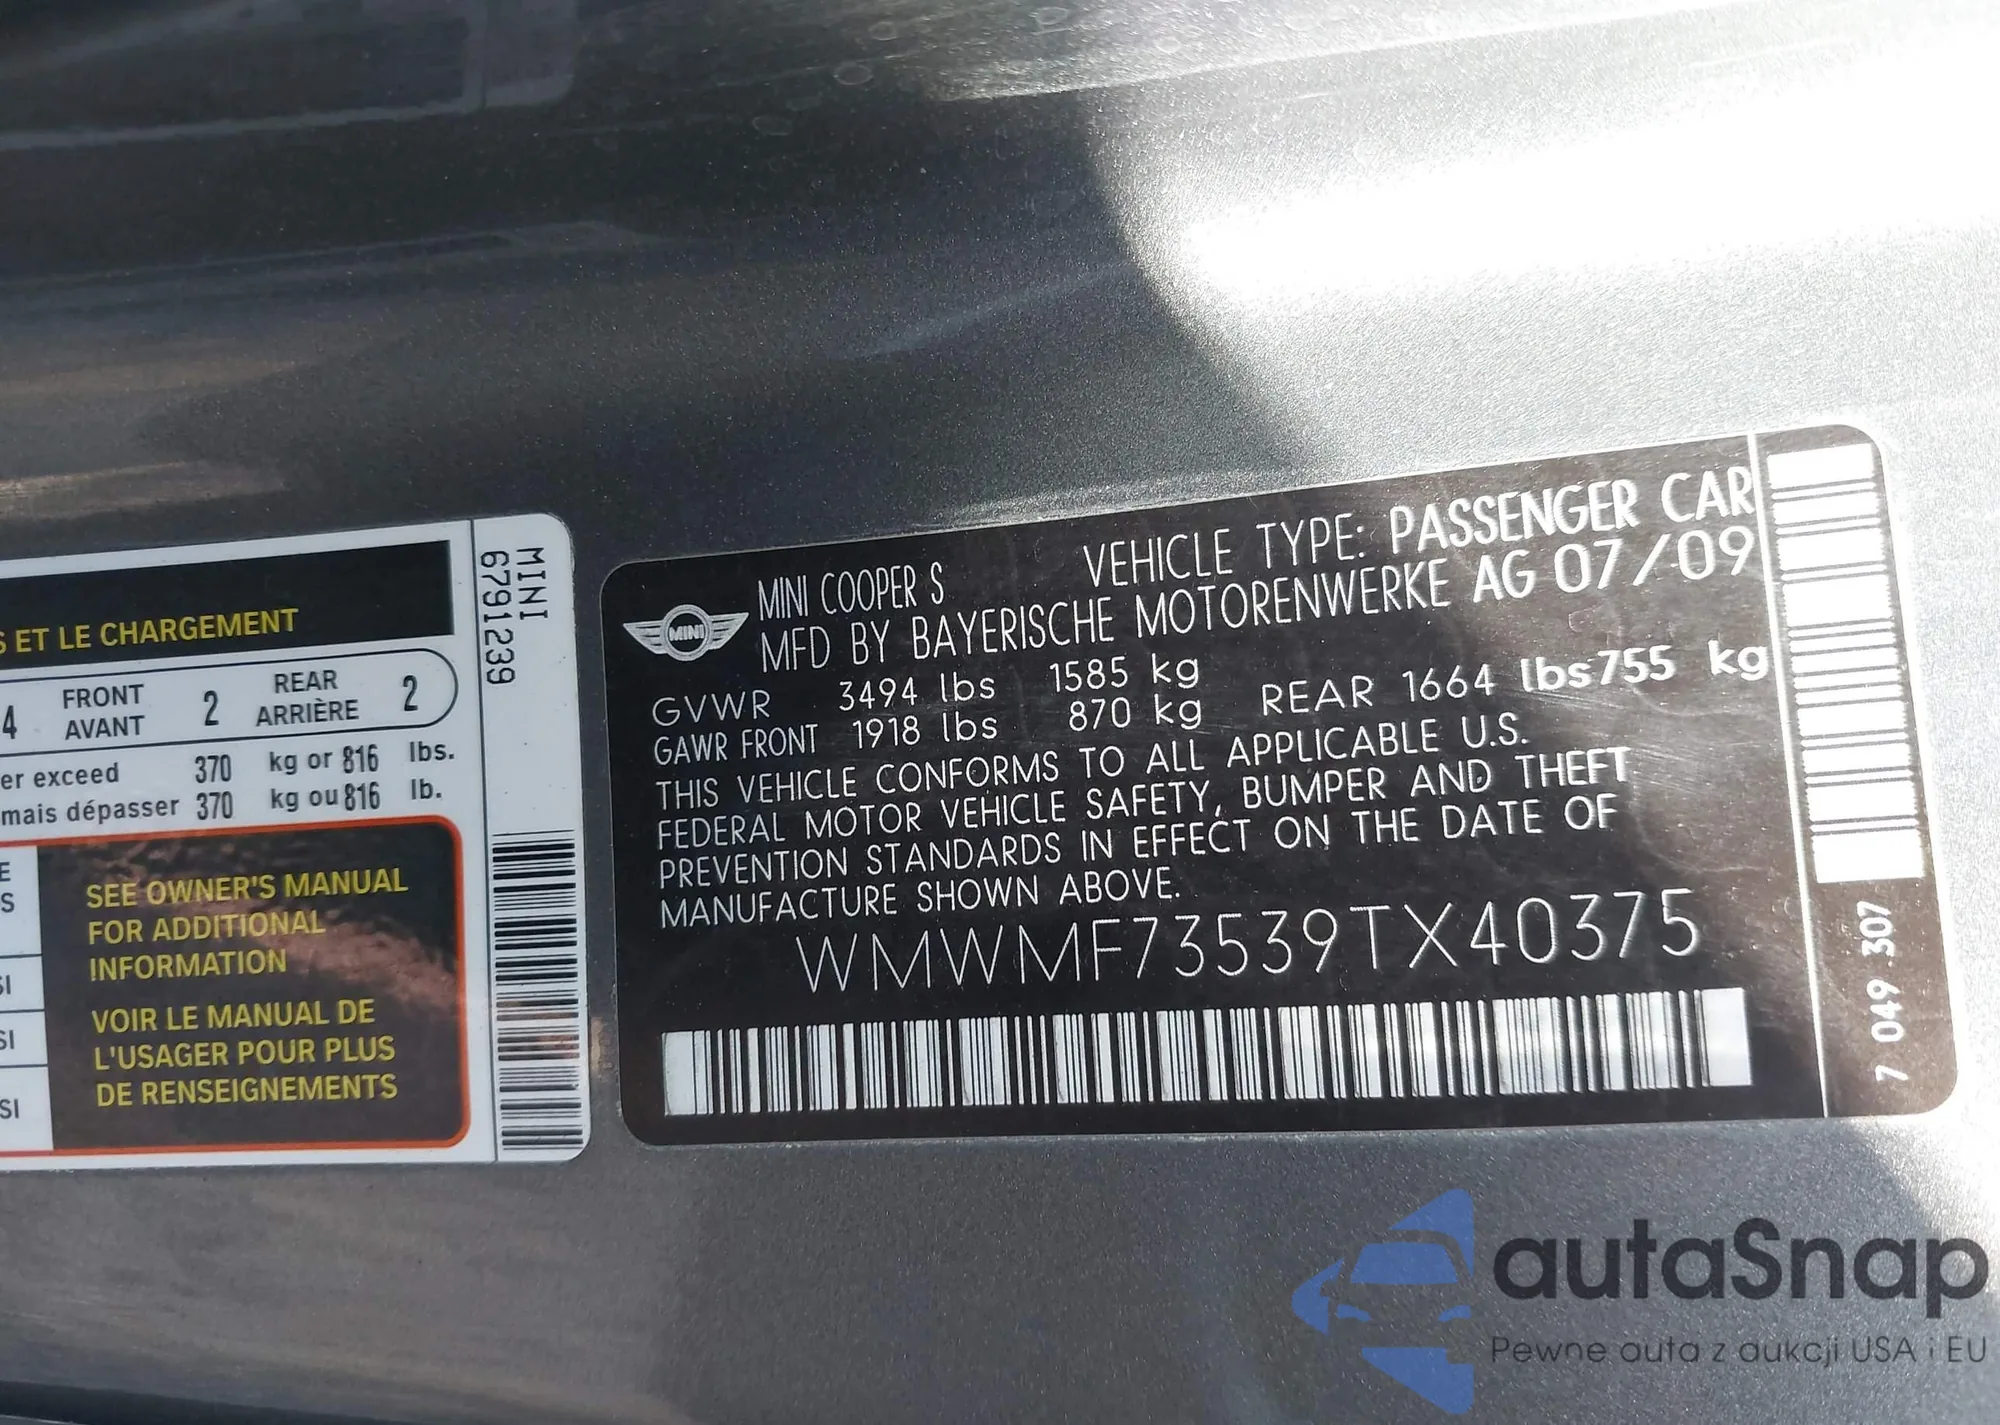 S ET LE CHARGEMENT
4 FRONT AVANT 2 REAR ARRIÈRE 2
er exceed 370 kg or 816 lbs.
mais dépasser 370 kg ou 816 lb.
E
S
SI
SI
SI
SEE OWNER'S MANUAL
FOR ADDITIONAL
INFORMATION
VOIR LE MANUAL DE
L'USAGER POUR PLUS
DE RENSEIGNEMENTS
MINI
6791239
MINI
MINI COOPER S VEHICLE TYPE: PASSENGER CAR
MFD BY BAYERISCHE MOTORENWERKE AG 07/09
GVWR 3494 lbs 1585 kg
GAWR FRONT 1918 lbs 870 kg REAR 1664 lbs 755 kg
THIS VEHICLE CONFORMS TO ALL APPLICABLE U.S.
FEDERAL MOTOR VEHICLE SAFETY, BUMPER AND THEFT
PREVENTION STANDARDS IN EFFECT ON THE DATE OF
MANUFACTURE SHOWN ABOVE.
WMWMF73539TX40375
7 049 307
autaSnap
Pewne auta z aukcji USA i EU